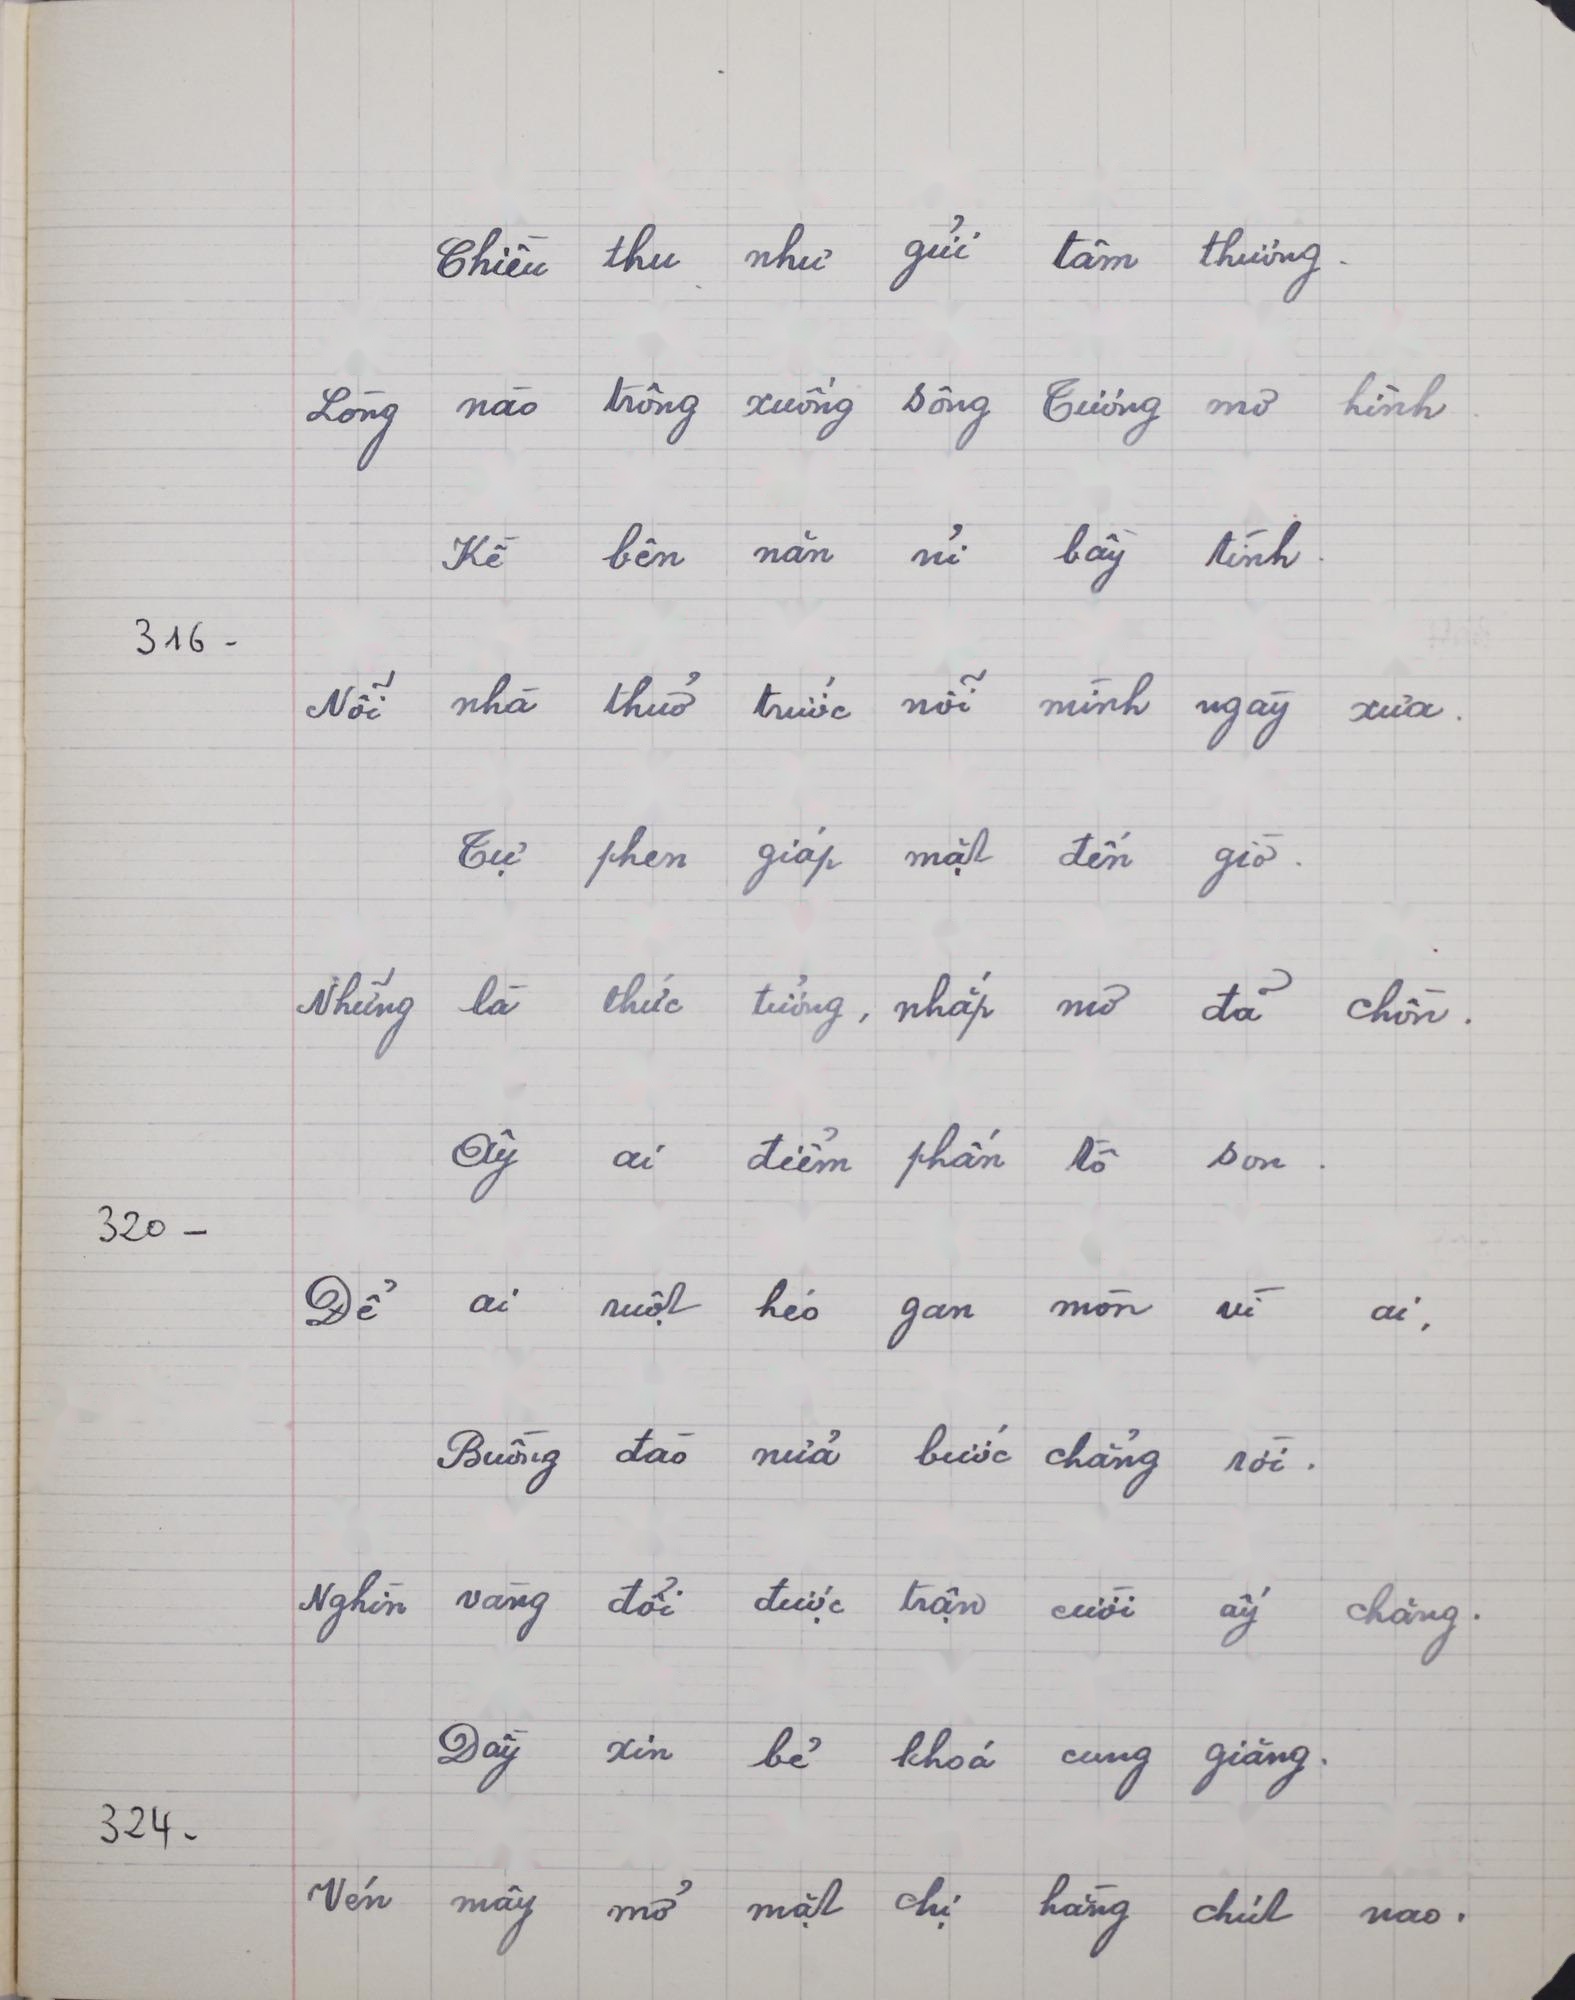 Chiều thu như gửi tâm thương.
Lòng nào trông xuống sông Tương mơ hình.
Kề bên năn nỉ bầy tình.
316-
Nỗi nhà thuở trước nỗi mình ngày xưa.
Tự phen giáp mặt đến giờ.
Những là thức tưởng, nhắp mơ đã chồn.
Ấy ai điểm phấn tô son.
320-
Để ai ruột héo gan mòn vì ai,
Buồng đào nửa bước chẳng rời.
Nghìn vàng đổi được trận cười ấy chăng.
Dầy xin bẻ khoá cung giăng.
324-
Vén mây mở mặt chị hằng chút nao.